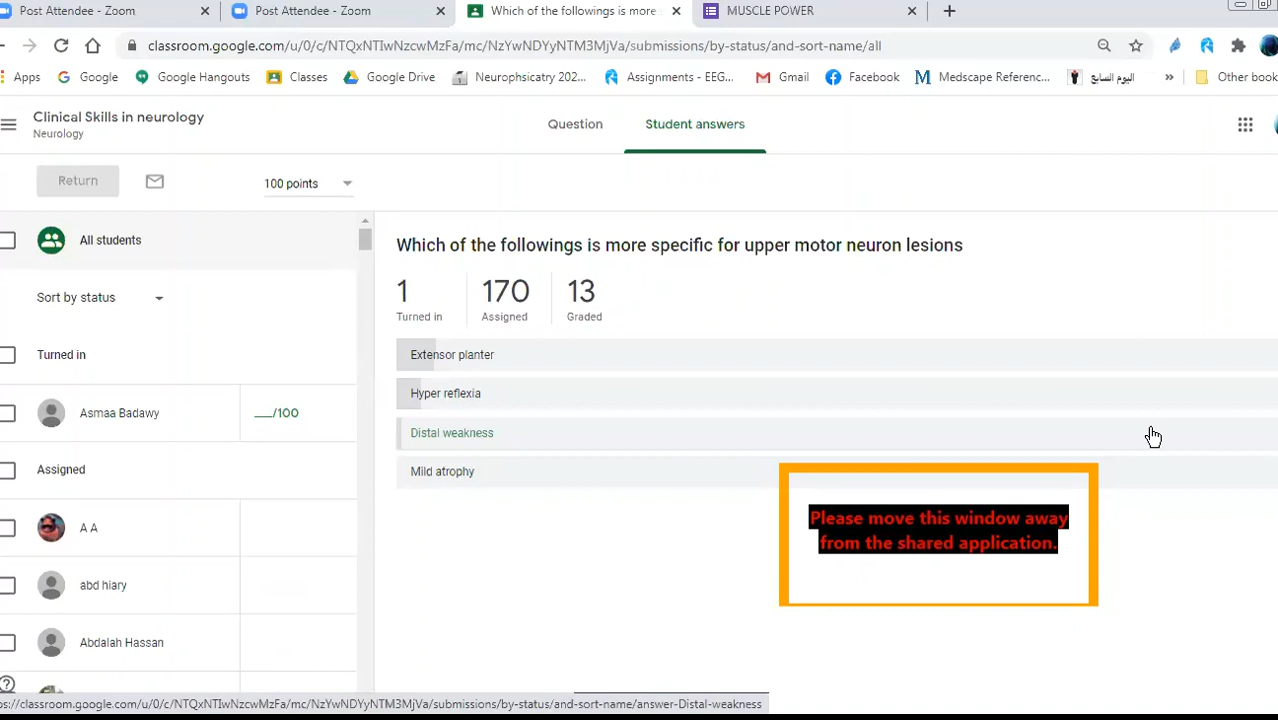 Post Attendee - Zoom
Post Attendee - Zoom
Which of the followings is more
MUSCLE POWER
classroom.google.com/u/0/c/NTQxNTIwNzcwMzFa/mc/NzYwNDYyNTM3MjVa/submissions/by-status/and-sort-name/all
Apps
Google
Google Hangouts
Classes
Google Drive
Neurophsicatry 202...
Assignments - EEG...
Gmail
Facebook
Medscape Referenc...
اليوم السابع
Other book
Clinical Skills in neurology
Neurology
Question
Student answers
Return
100 points
All students
Sort by status
Turned in
Asmaa Badawy
__/100
Assigned
A A
abd hiary
Abdalah Hassan
Which of the followings is more specific for upper motor neuron lesions
1
170
13
Turned in
Assigned
Graded
Extensor planter
Hyper reflexia
Distal weakness
Mild atrophy
Please move this window away
from the shared application.
ps://classroom.google.com/u/0/c/NTQxNTIwNzcwMzFa/mc/NzYwNDYyNTM3MjVa/submissions/by-status/and-sort-name/answer-Distal-weakness